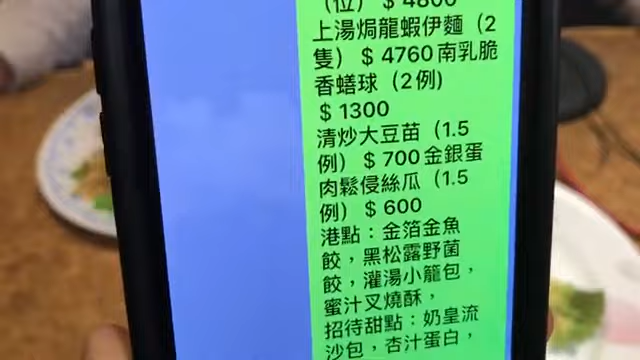 （位）$ 4800
上湯焗龍蝦伊麵（2
隻）$ 4760南乳脆
香蟮球（2例)
$ 1300
清炒大豆苗（1.5
例）$ 700金銀蛋
肉鬆侵絲瓜（1.5
例）$ 600
港點：金箔金魚
餃，黑松露野菌
餃，灌湯小籠包，
蜜汁叉燒酥，
招待甜點：奶皇流
沙包，杏汁蛋白，